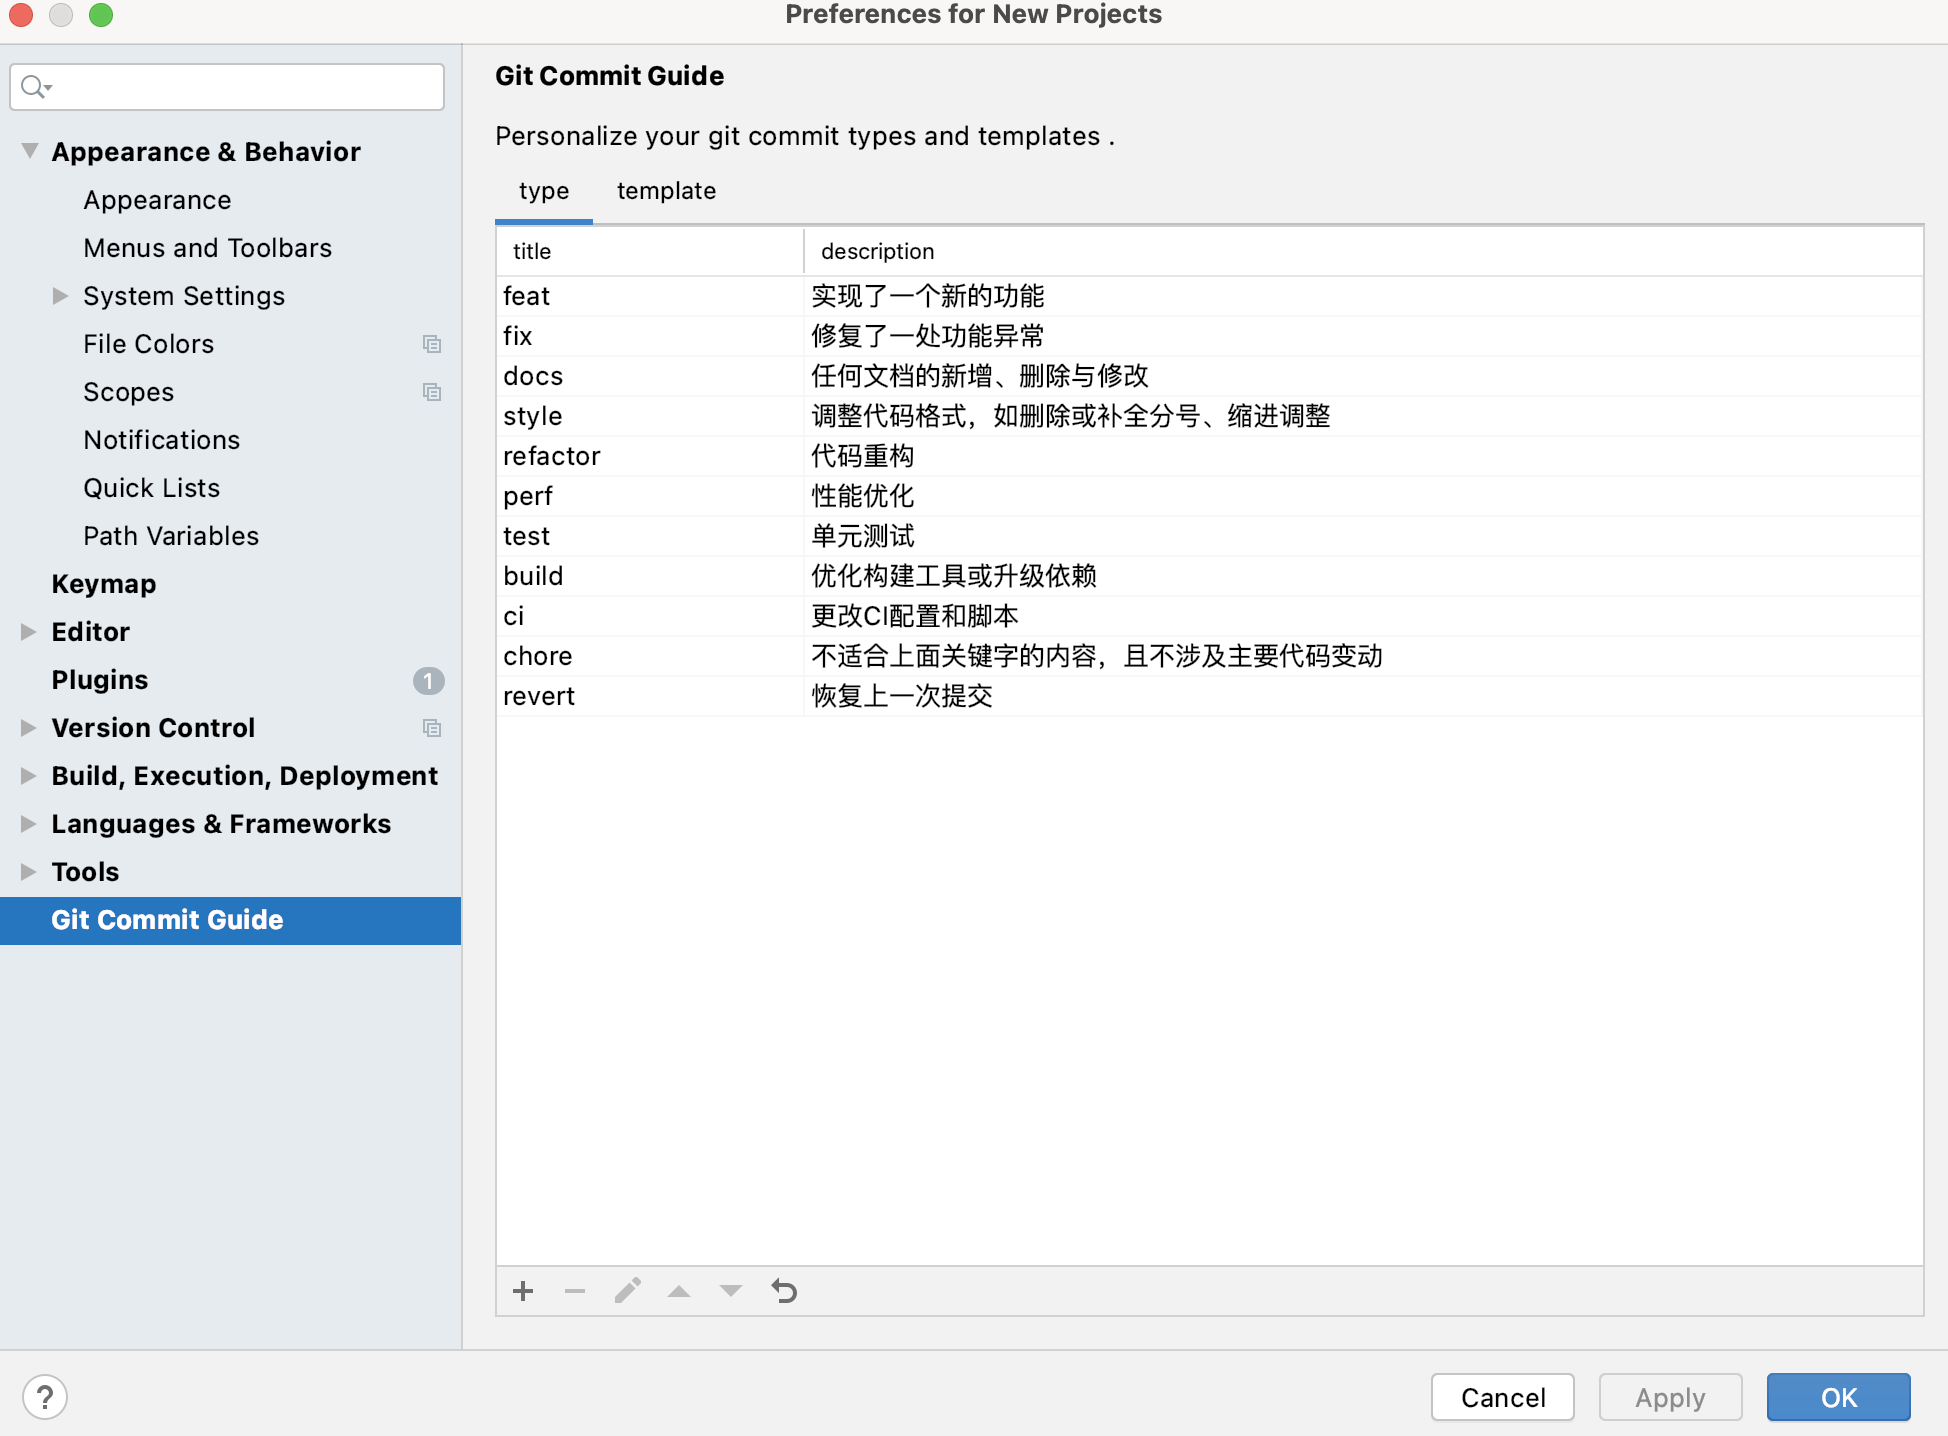 Preferences for New Projects
Appearance & Behavior
Appearance
Menus and Toolbars
System Settings
File Colors
Scopes
Notifications
Quick Lists
Path Variables
Keymap
Editor
Plugins 1
Version Control
Build, Execution, Deployment
Languages & Frameworks
Tools
Git Commit Guide
Git Commit Guide
Personalize your git commit types and templates .
type template
title description
feat 实现了一个新的功能
fix 修复了一处功能异常
docs 任何文档的新增、删除与修改
style 调整代码格式，如删除或补全分号、缩进调整
refactor 代码重构
perf 性能优化
test 单元测试
build 优化构建工具或升级依赖
ci 更改CI配置和脚本
chore 不适合上面关键字的内容，且不涉及主要代码变动
revert 恢复上一次提交
? Cancel Apply OK